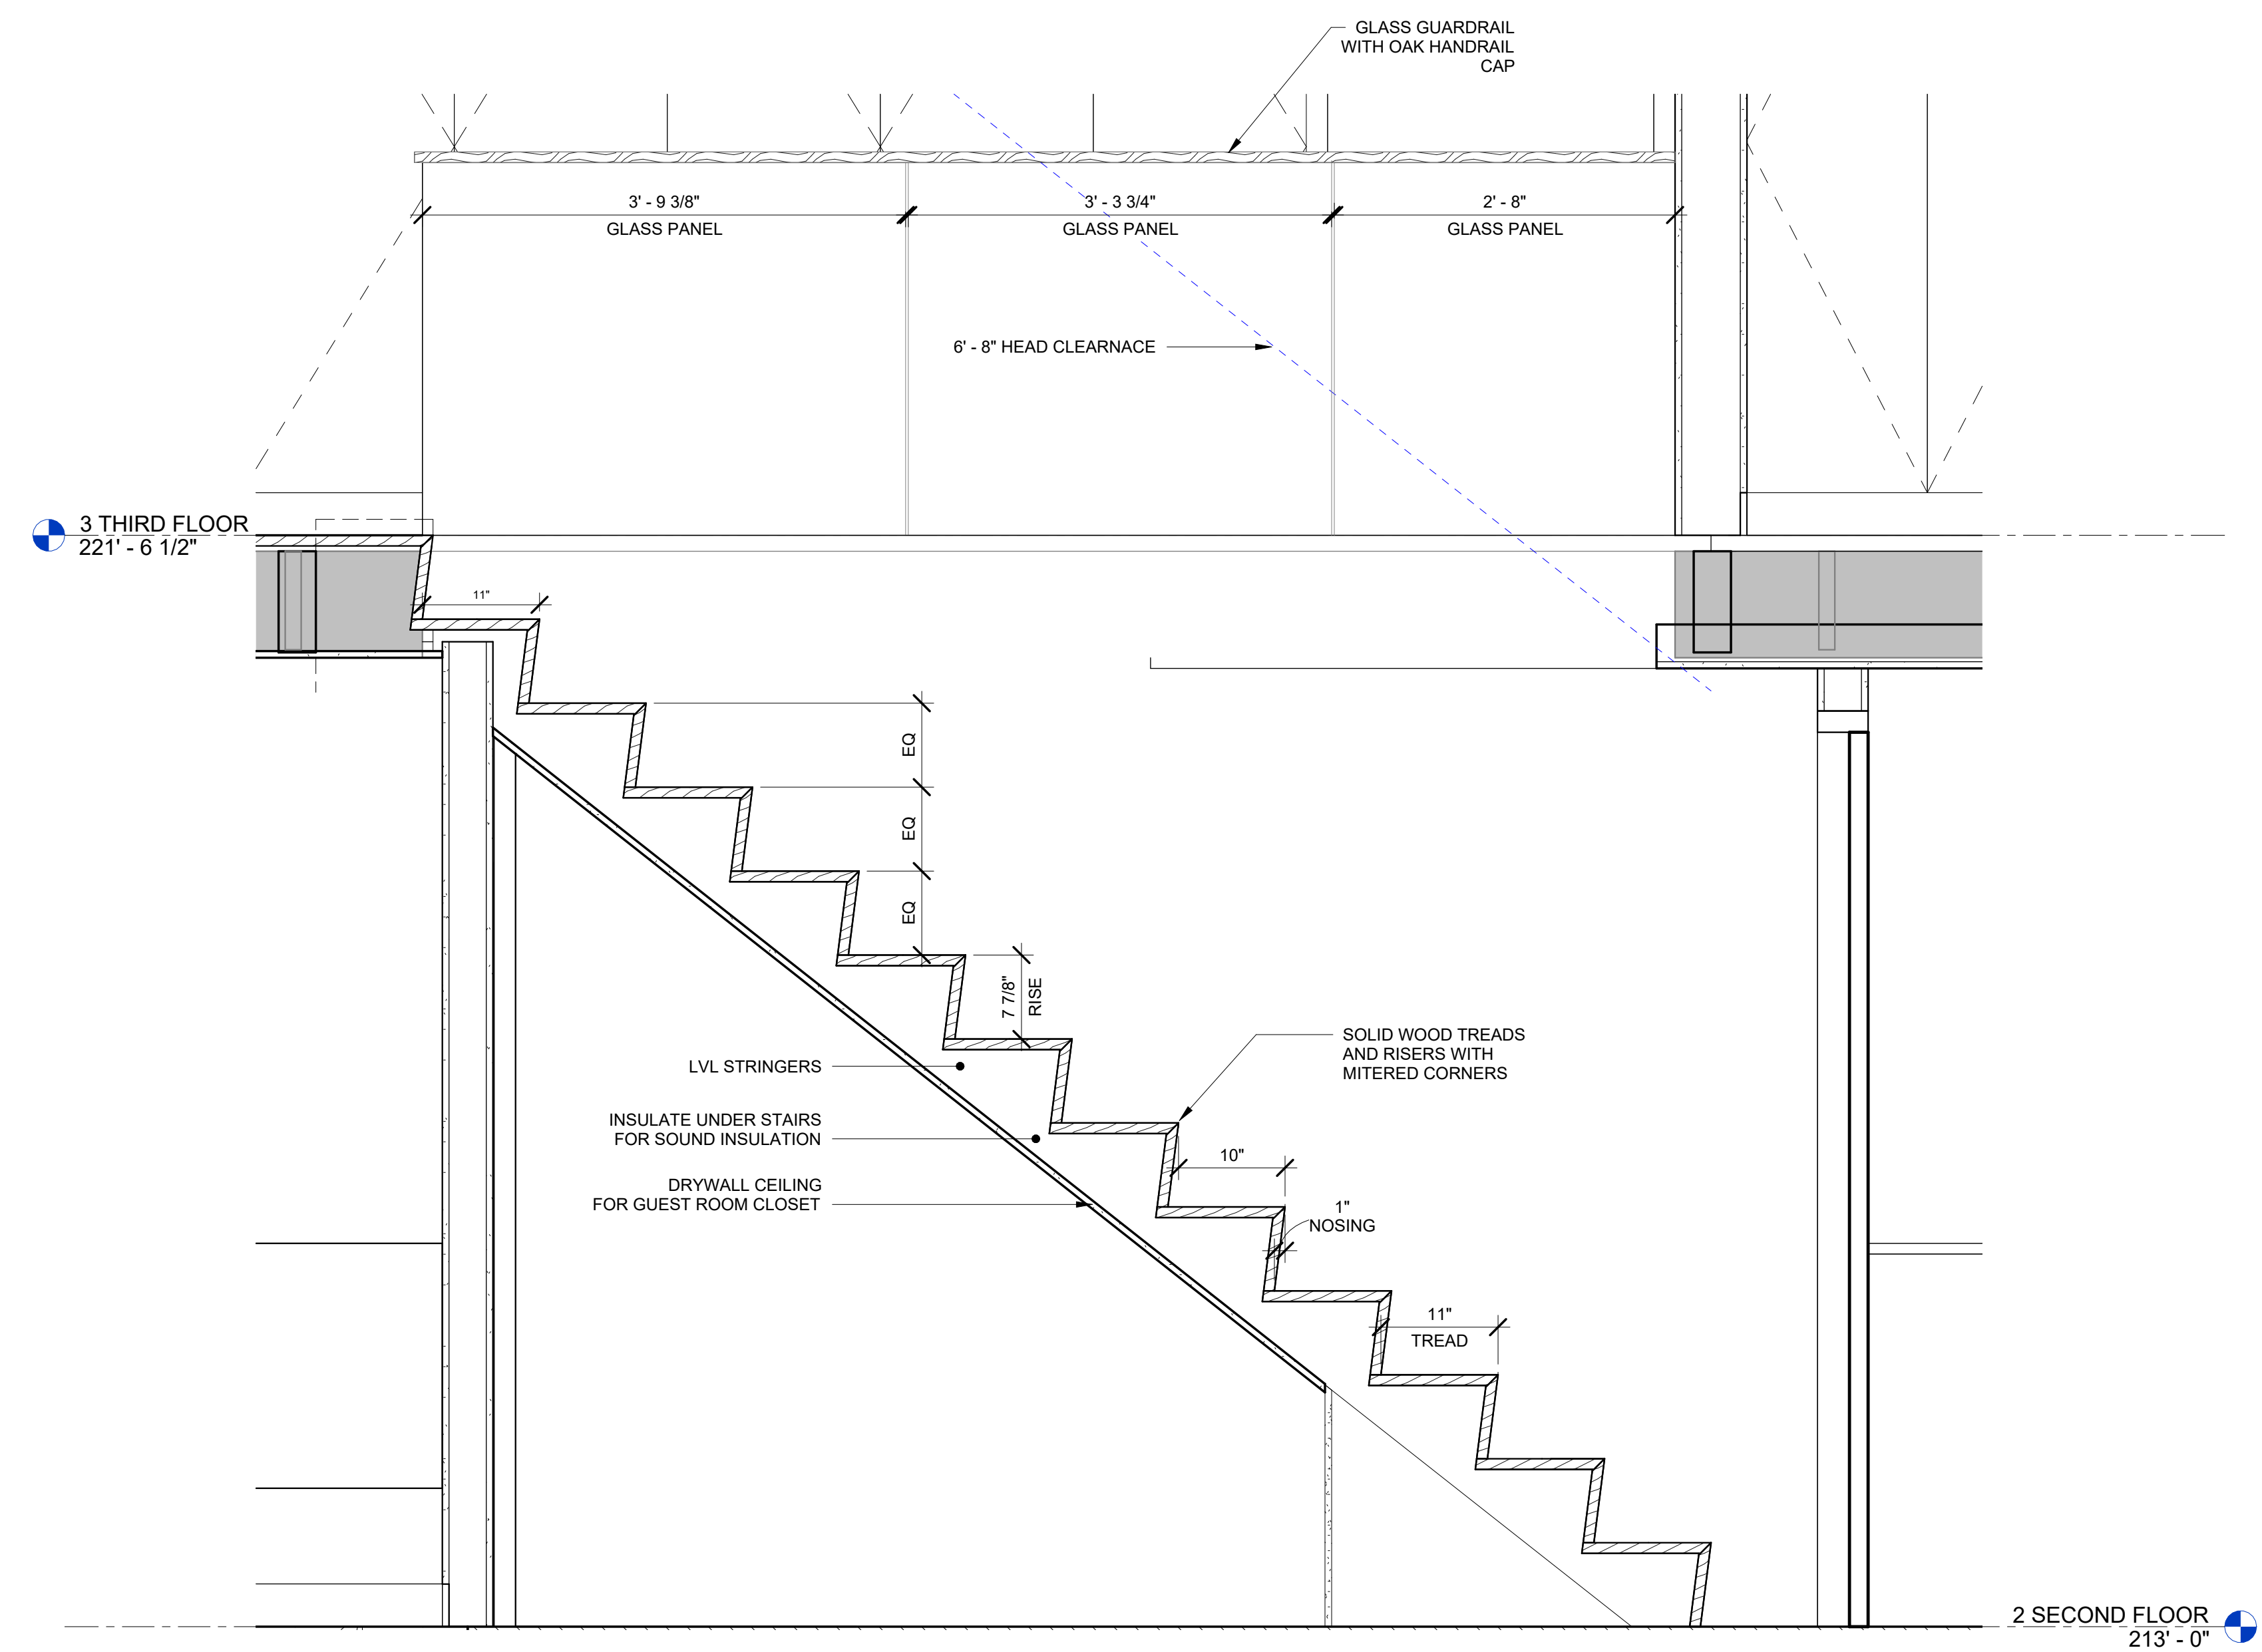 GLASS GUARDRAIL
WITH OAK HANDRAIL
CAP
3' - 9 3/8"
GLASS PANEL
3' - 3 3/4"
GLASS PANEL
2' - 8"
GLASS PANEL
6' - 8" HEAD CLEARNACE
3 THIRD FLOOR
221' - 6 1/2"
11"
EQ
EQ
EQ
7 7/8"
RISE
LVL STRINGERS
SOLID WOOD TREADS
AND RISERS WITH
MITERED CORNERS
INSULATE UNDER STAIRS
FOR SOUND INSULATION
10"
DRYWALL CEILING
FOR GUEST ROOM CLOSET
1"
NOSING
11"
TREAD
2 SECOND FLOOR
213' - 0"